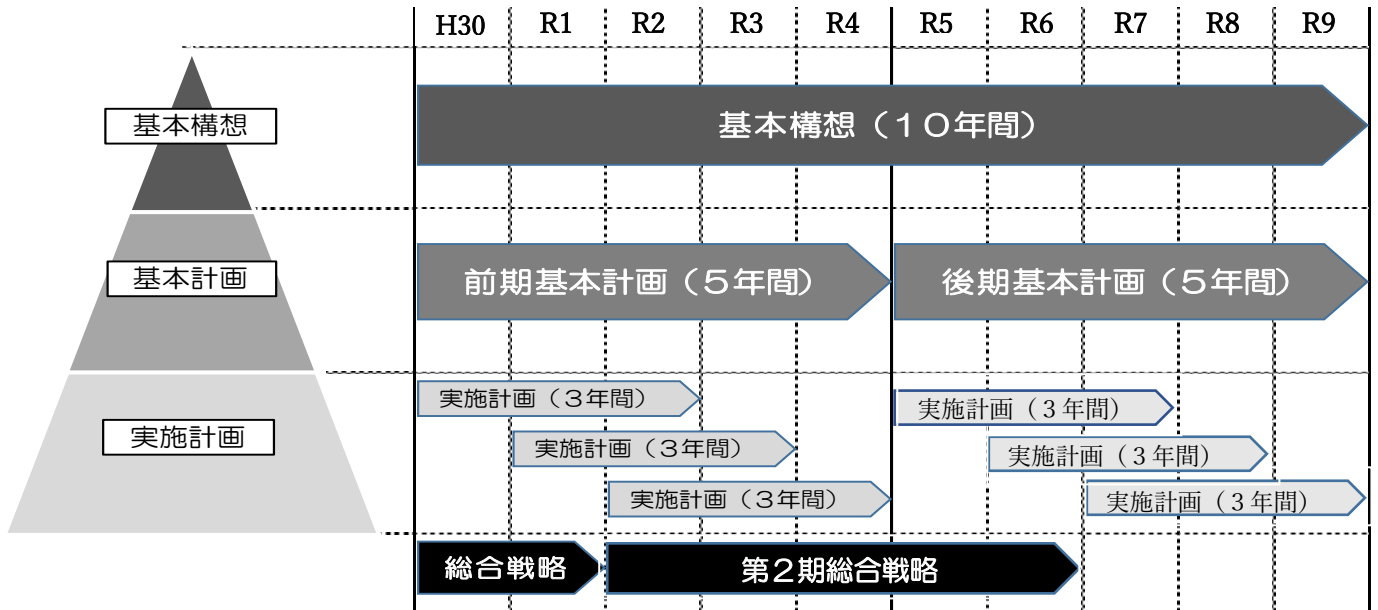 H30 R1 R2 R3 R4 R5 R6 R7 R8 R9
基本構想
基本構想（１０年間）
基本計画
前期基本計画（５年間） 後期基本計画（５年間）
実施計画
実施計画（３年間）
実施計画（３年間）
実施計画（３年間）
実施計画（３年間）
実施計画（３年間）
実施計画（３年間）
総合戦略 第２期総合戦略